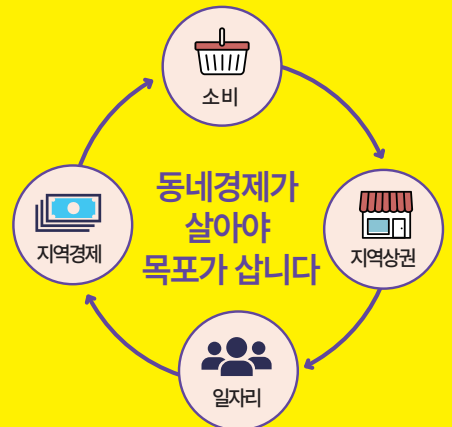 소비
동네경제가
살아야
목포가 삽니다
지역경제
지역상권
일자리